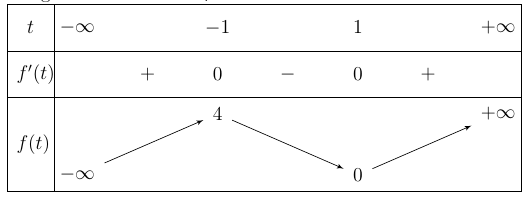 t −∞ −1 1 +∞
f′(t) + 0 − 0 +
4 +∞
f(t)
−∞ 0